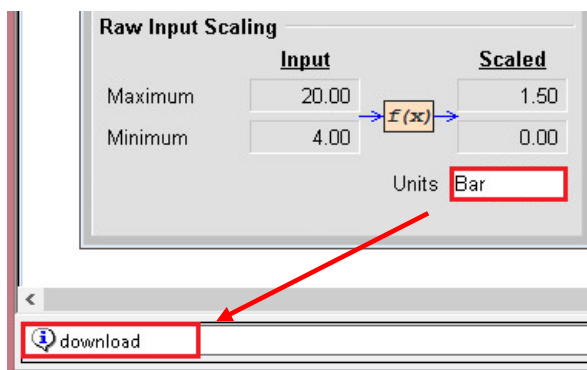 Raw Input Scaling
Input Scaled
Maximum 20.00 1.50
f(x)
Minimum 4.00 0.00
Units Bar
download